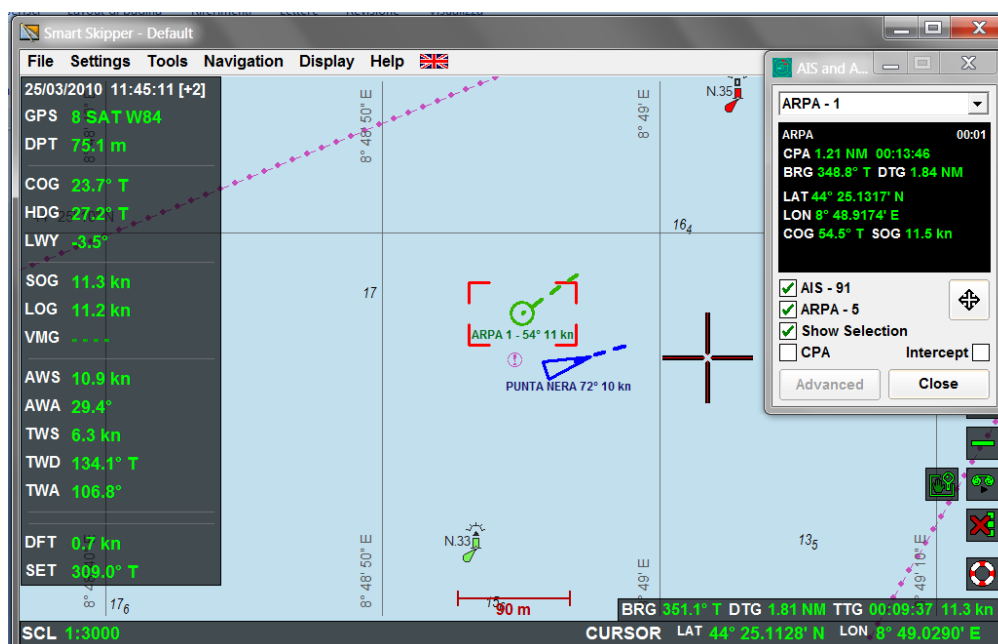 Smart Skipper - Default
File Settings Tools Navigation Display Help
25/03/2010 11:45:11 [+2]
GPS 8 SAT W84
DPT 75.1 m
COG 23.7° T
HDG 27.2° T
LWY -3.5°
SOG 11.3 kn
LOG 11.2 kn
VMG - - - -
AWS 10.9 kn
AWA 29.4°
TWS 6.3 kn
TWD 134.1° T
TWA 106.8°
DFT 0.7 kn
SET 309.0° T
8° 48' 50" E
8° 49' E
N.35
16₄
17
ARPA 1 - 54° 11 kn
PUNTA NERA 72° 10 kn
N.33
13₅
8° 48' 50" E
8° 49' E
8° 49' 10" E
17₆
90 m
AIS and A...
ARPA - 1
ARPA 00:01
CPA 1.21 NM 00:13:46
BRG 348.8° T DTG 1.84 NM
LAT 44° 25.1317' N
LON 8° 48.9174' E
COG 54.5° T SOG 11.5 kn
AIS - 91
ARPA - 5
Show Selection
CPA Intercept
Advanced Close
BRG 351.1° T DTG 1.81 NM TTG 00:09:37 11.3 kn
SCL 1:3000 CURSOR LAT 44° 25.1128' N LON 8° 49.0290' E